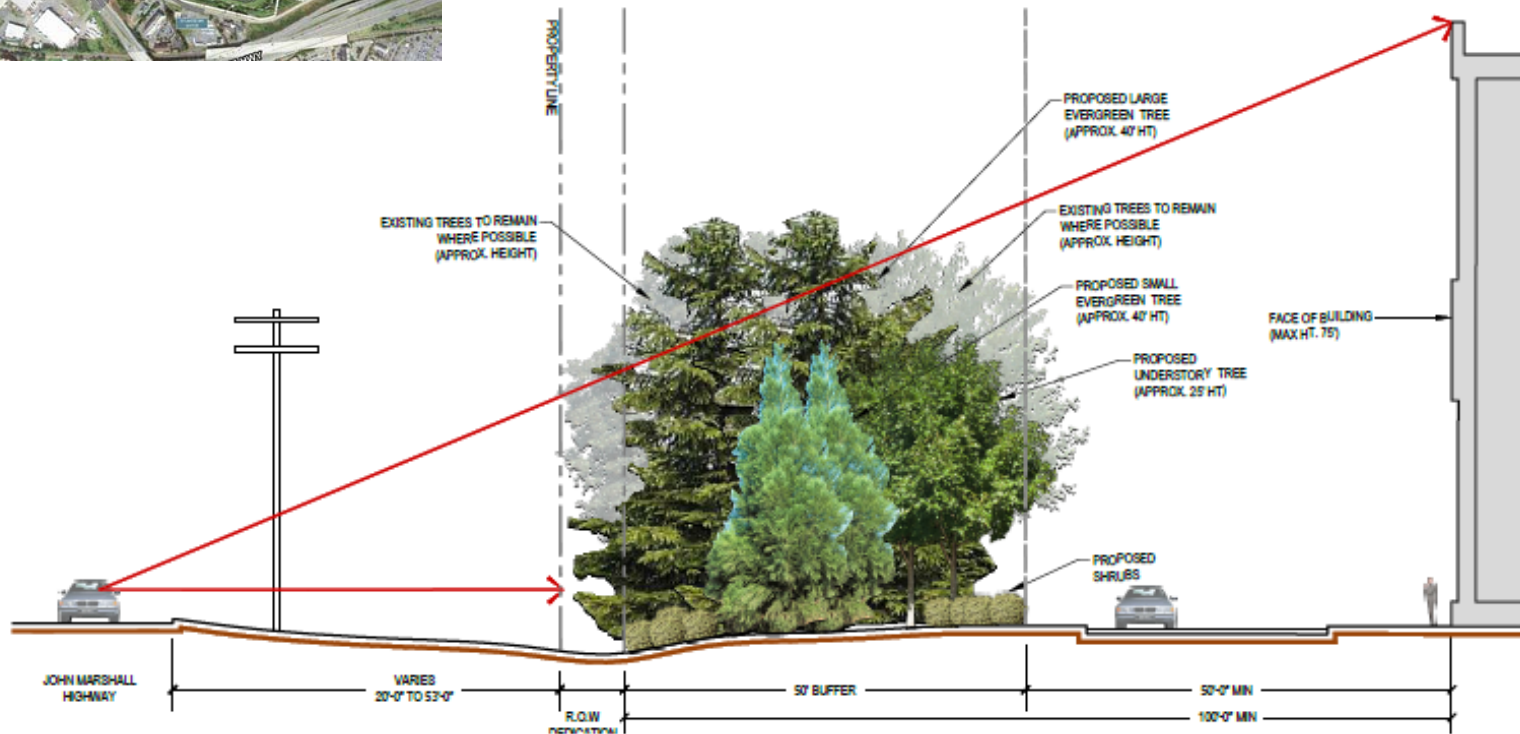 PROPERTY LINE
PROPOSED LARGE
EVERGREEN TREE
(APPROX. 40' HT)
EXISTING TREES TO REMAIN
WHERE POSSIBLE
(APPROX. HEIGHT)
EXISTING TREES TO REMAIN
WHERE POSSIBLE
(APPROX. HEIGHT)
PROPOSED SMALL
EVERGREEN TREE
(APPROX. 40' HT)
FACE OF BUILDING
(MAX HT. 75')
PROPOSED
UNDERSTORY TREE
(APPROX. 25' HT)
PROPOSED
SHRUBS
JOHN MARSHALL
HIGHWAY
VARIES
20'-0" TO 53'-0"
50' BUFFER
50'-0" MIN
R.O.W
DEDICATION
100'-0" MIN